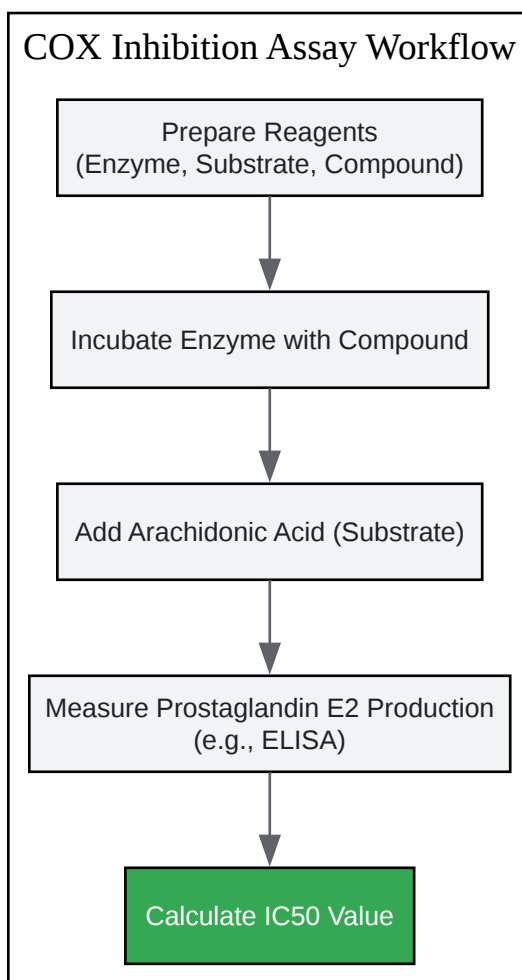 COX Inhibition Assay Workflow
Prepare Reagents
(Enzyme, Substrate, Compound)
Incubate Enzyme with Compound
Add Arachidonic Acid (Substrate)
Measure Prostaglandin E2 Production
(e.g., ELISA)
Calculate IC50 Value